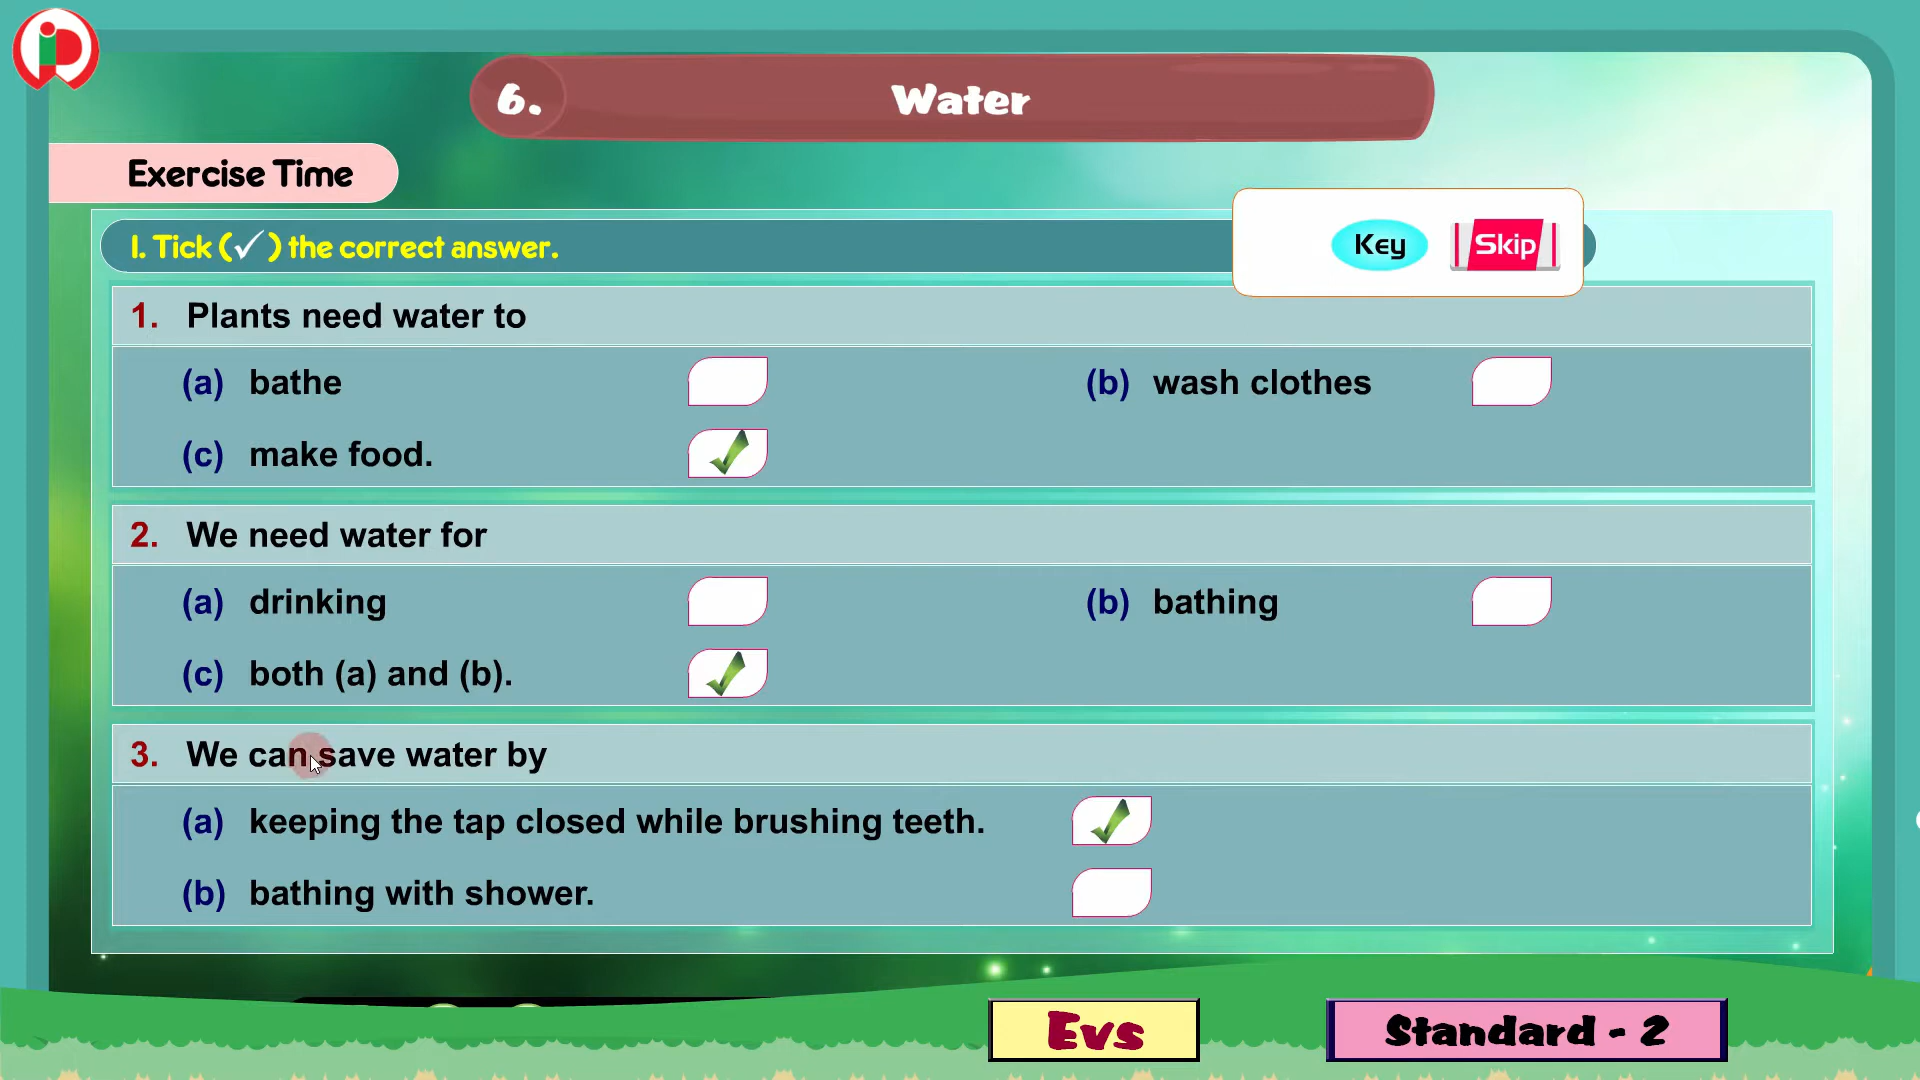 6. Water
Exercise Time
I. Tick (✓) the correct answer.
Key Skip
1. Plants need water to
(a) bathe (b) wash clothes
(c) make food.
2. We need water for
(a) drinking (b) bathing
(c) both (a) and (b).
3. We can save water by
(a) keeping the tap closed while brushing teeth.
(b) bathing with shower.
Evs Standard - 2